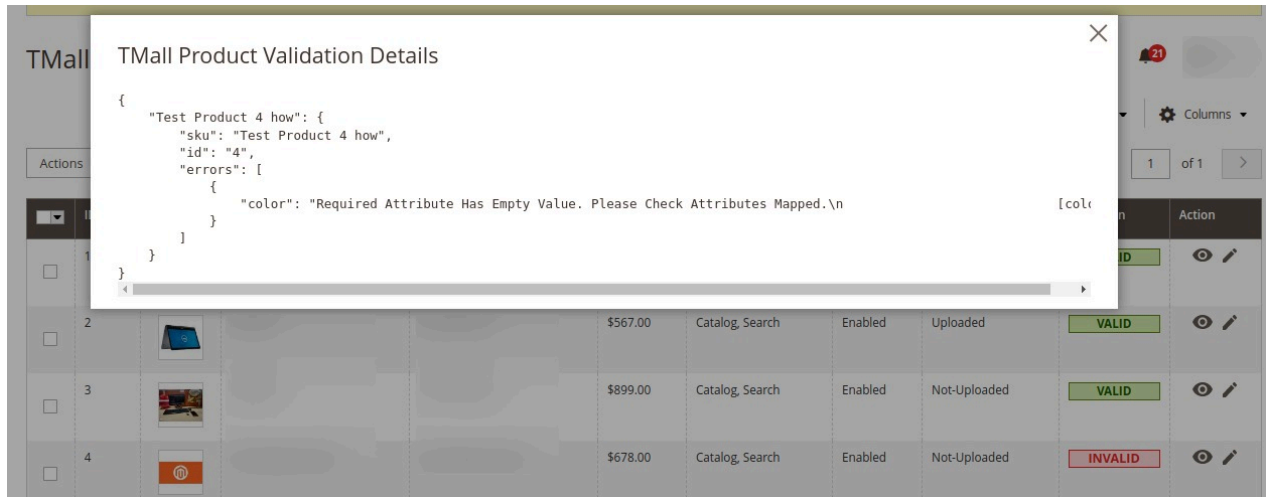 TMall
TMall Product Validation Details
21
{
"Test Product 4 how": {
"sku": "Test Product 4 how",
"id": "4",
"errors": [
{
"color": "Required Attribute Has Empty Value. Please Check Attributes Mapped.\n [colo
}
]
}
}
Columns
Actions 1 of 1
Action
1
2 $567.00 Catalog, Search Enabled Uploaded VALID
3 $899.00 Catalog, Search Enabled Not-Uploaded VALID
4 $678.00 Catalog, Search Enabled Not-Uploaded INVALID